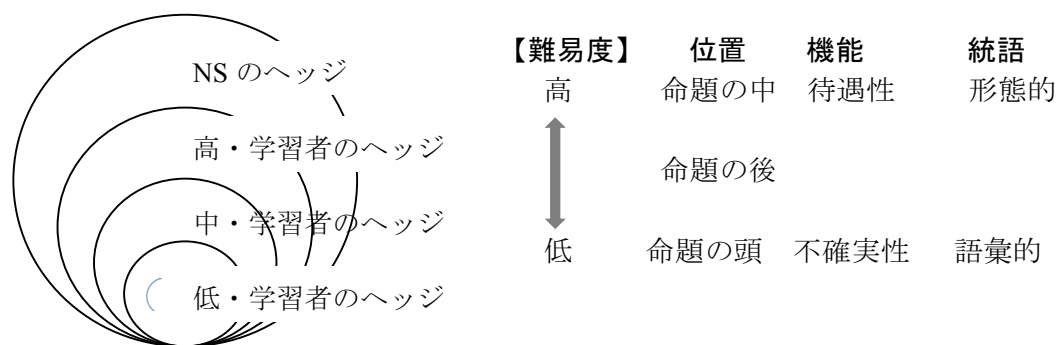 【難易度】 位置 機能 統語
NS のヘッジ
高 命題の中 待遇性 形態的
高・学習者のヘッジ
命題の後
中・学習者のヘッジ
低 命題の頭 不確実性 語彙的
低・学習者のヘッジ